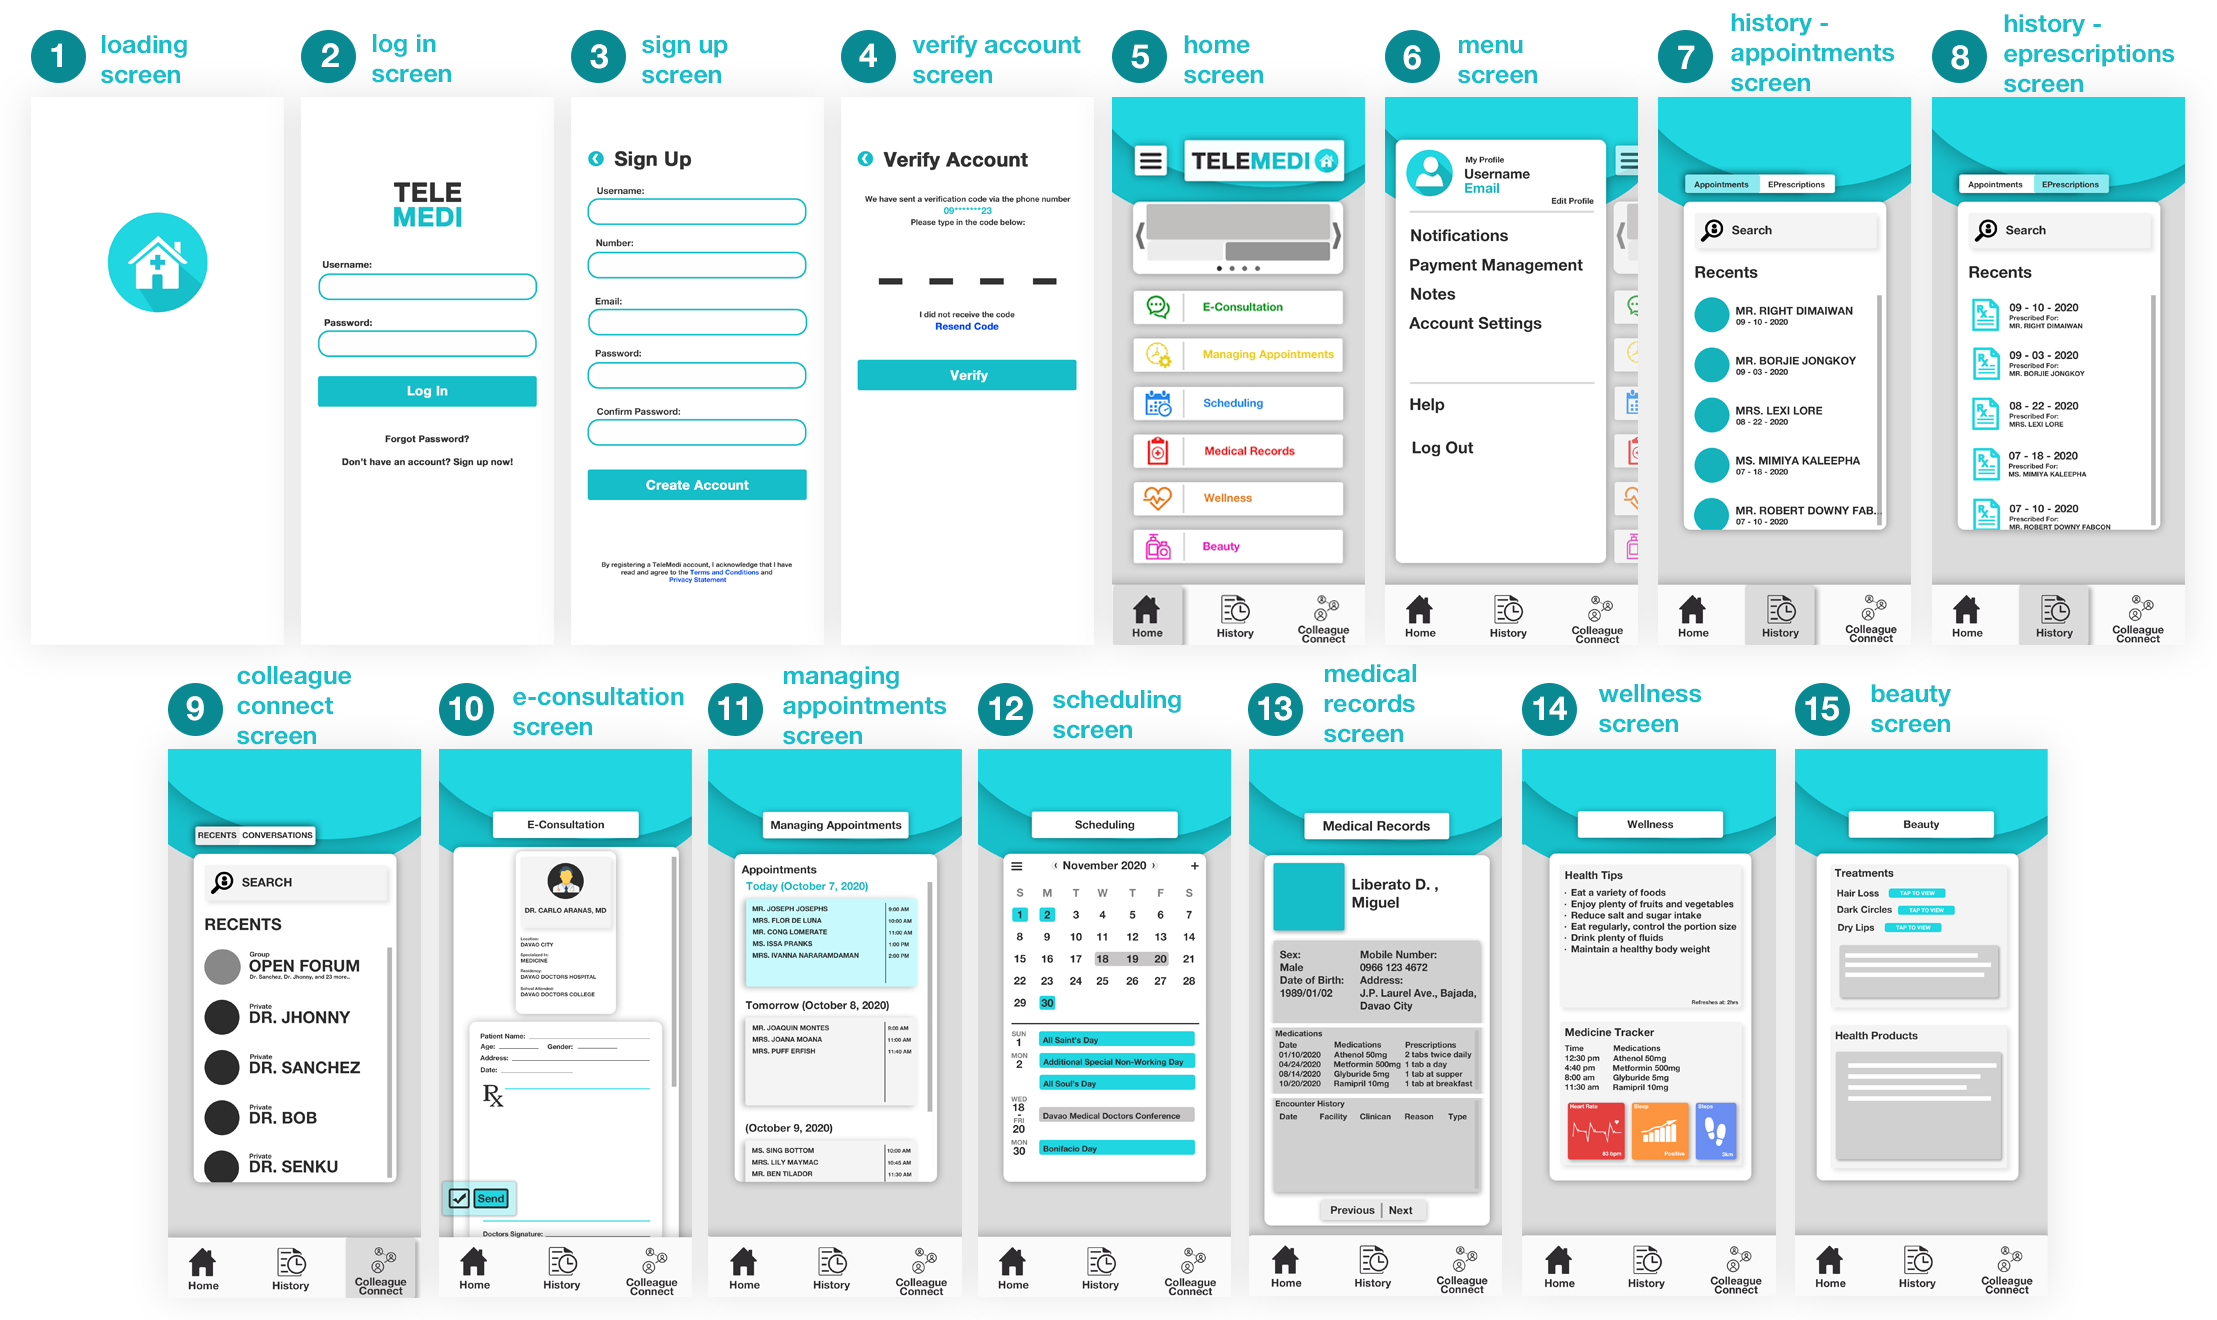 1
loading
screen
2
log in
screen
3
sign up
screen
4
verify account
screen
5
home
screen
6
menu
screen
7
history -
appointments
screen
8
history -
eprescriptions
screen
TELE
MEDI
Username:
Password:
Log In
Forgot Password?
Don't have an account? Sign up now!
Sign Up
Username:
Number:
Email:
Password:
Confirm Password:
Create Account
By registering a TeleMedi account, I acknowledge that I have
read and agree to the Terms and Conditions and
Privacy Statement
Verify Account
We have sent a verification code via the phone number
09*******23
Please type in the code below:
I did not receive the code
Resend Code
Verify
TELEMEDI
E-Consultation
Managing Appointments
Scheduling
Medical Records
Wellness
Beauty
Home
History
Colleague
Connect
My Profile
Username
Email
Edit Profile
Notifications
Payment Management
Notes
Account Settings
Help
Log Out
Home
History
Colleague
Connect
Appointments
EPrescriptions
Search
Recents
MR. RIGHT DIMAIWAN
09 - 10 - 2020
MR. BORJIE JONGKOY
09 - 03 - 2020
MRS. LEXI LORE
08 - 22 - 2020
MS. MIMIYA KALEEPHA
07 - 18 - 2020
MR. ROBERT DOWNY FAB...
07 - 10 - 2020
Home
History
Colleague
Connect
Appointments
EPrescriptions
Search
Recents
09 - 10 - 2020
Prescribed For:
MR. RIGHT DIMAIWAN
09 - 03 - 2020
Prescribed For:
MR. BORJIE JONGKOY
08 - 22 - 2020
Prescribed For:
MRS. LEXI LORE
07 - 18 - 2020
Prescribed For:
MS. MIMIYA KALEEPHA
07 - 10 - 2020
Prescribed For:
MR. ROBERT DOWNY FABCON
Home
History
Colleague
Connect
9
colleague
connect
screen
10
e-consultation
screen
11
managing
appointments
screen
12
scheduling
screen
13
medical
records
screen
14
wellness
screen
15
beauty
screen
RECENTS CONVERSATIONS
SEARCH
RECENTS
Group
OPEN FORUM
Dr. Sanchez, Dr. Jhonny, and 23 more..
Private
DR. JHONNY
Private
DR. SANCHEZ
Private
DR. BOB
Private
DR. SENKU
Home
History
Colleague
Connect
E-Consultation
DR. CARLO ARANAS, MD
Location:
DAVAO CITY
Specialized In:
MEDICINE
Residency:
DAVAO DOCTORS HOSPITAL
School Attended:
DAVAO DOCTORS COLLEGE
Patient Name:
Age: Gender:
Address:
Date:
Rx
Send
Doctors Signature:
Home
History
Colleague
Connect
Managing Appointments
Appointments
Today (October 7, 2020)
MR. JOSEPH JOSEPHS 9:00 AM
MRS. FLOR DE LUNA 10:00 AM
MR. CONG LOMERATE 11:00 AM
MS. ISSA PRANKS 1:00 PM
MRS. IVANNA NARARAMDAMAN 2:00 PM
Tomorrow (October 8, 2020)
MR. JOAQUIN MONTES 9:00 AM
MRS. JOANA MOANA 11:00 AM
MRS. PUFF ERFISH 11:40 AM
(October 9, 2020)
MS. SING BOTTOM 10:00 AM
MRS. LILY MAYMAC 10:45 AM
MR. BEN TILADOR 11:30 AM
Home
History
Colleague
Connect
Scheduling
‹ November 2020 › +
S M T W T F S
1 2 3 4 5 6 7
8 9 10 11 12 13 14
15 16 17 18 19 20 21
22 23 24 25 26 27 28
29 30
SUN
1
All Saint's Day
MON
2
Additional Special Non-Working Day
All Soul's Day
WED
18
-
FRI
20
Davao Medical Doctors Conference
MON
30
Bonifacio Day
Home
History
Colleague
Connect
Medical Records
Liberato D. ,
Miguel
Sex: Mobile Number:
Male 0966 123 4672
Date of Birth: Address:
1989/01/02 J.P. Laurel Ave., Bajada,
Davao City
Medications
Date Medications Prescriptions
01/10/2020 Athenol 50mg 2 tabs twice daily
04/24/2020 Metformin 500mg 1 tab a day
08/14/2020 Glyburide 5mg 1 tab at supper
10/20/2020 Ramipril 10mg 1 tab at breakfast
Encounter History
Date Facility Clinican Reason Type
Previous | Next
Home
History
Colleague
Connect
Wellness
Health Tips
· Eat a variety of foods
· Enjoy plenty of fruits and vegetables
· Reduce salt and sugar intake
· Eat regularly, control the portion size
· Drink plenty of fluids
· Maintain a healthy body weight
Refreshes at: 2hrs
Medicine Tracker
Time Medications
12:30 pm Athenol 50mg
4:40 pm Metformin 500mg
8:00 am Glyburide 5mg
11:30 am Ramipril 10mg
Heart Rate
83 bpm
Sleep
Positive
Steps
3km
Home
History
Colleague
Connect
Beauty
Treatments
Hair Loss TAP TO VIEW
Dark Circles TAP TO VIEW
Dry Lips TAP TO VIEW
Health Products
Home
History
Colleague
Connect